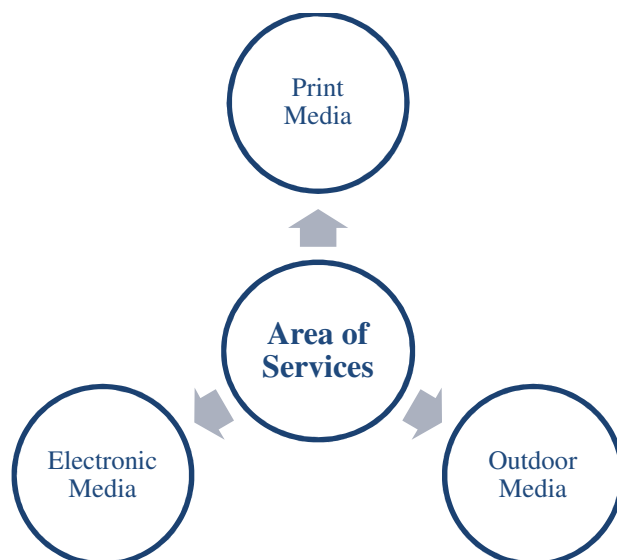 Print
Media
Area of
Services
Electronic
Media
Outdoor
Media